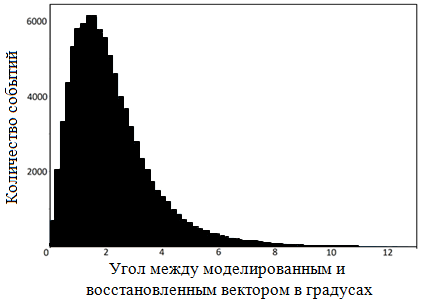 Количество событий
6000
4000
2000
0 2 4 6 8 10 12
Угол между моделированным и
восстановленным вектором в градусах